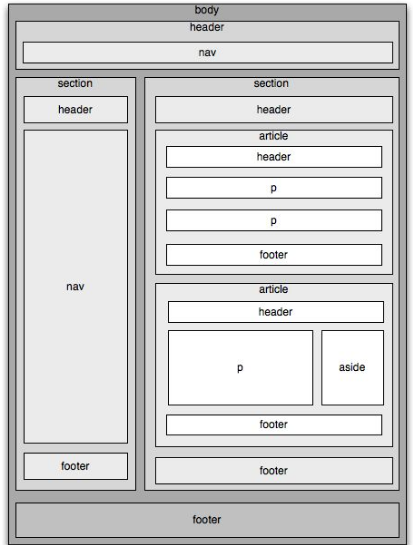 body
header
nav
section
header
nav
footer
section
header
article
header
p
p
footer
article
header
p
aside
footer
footer
footer